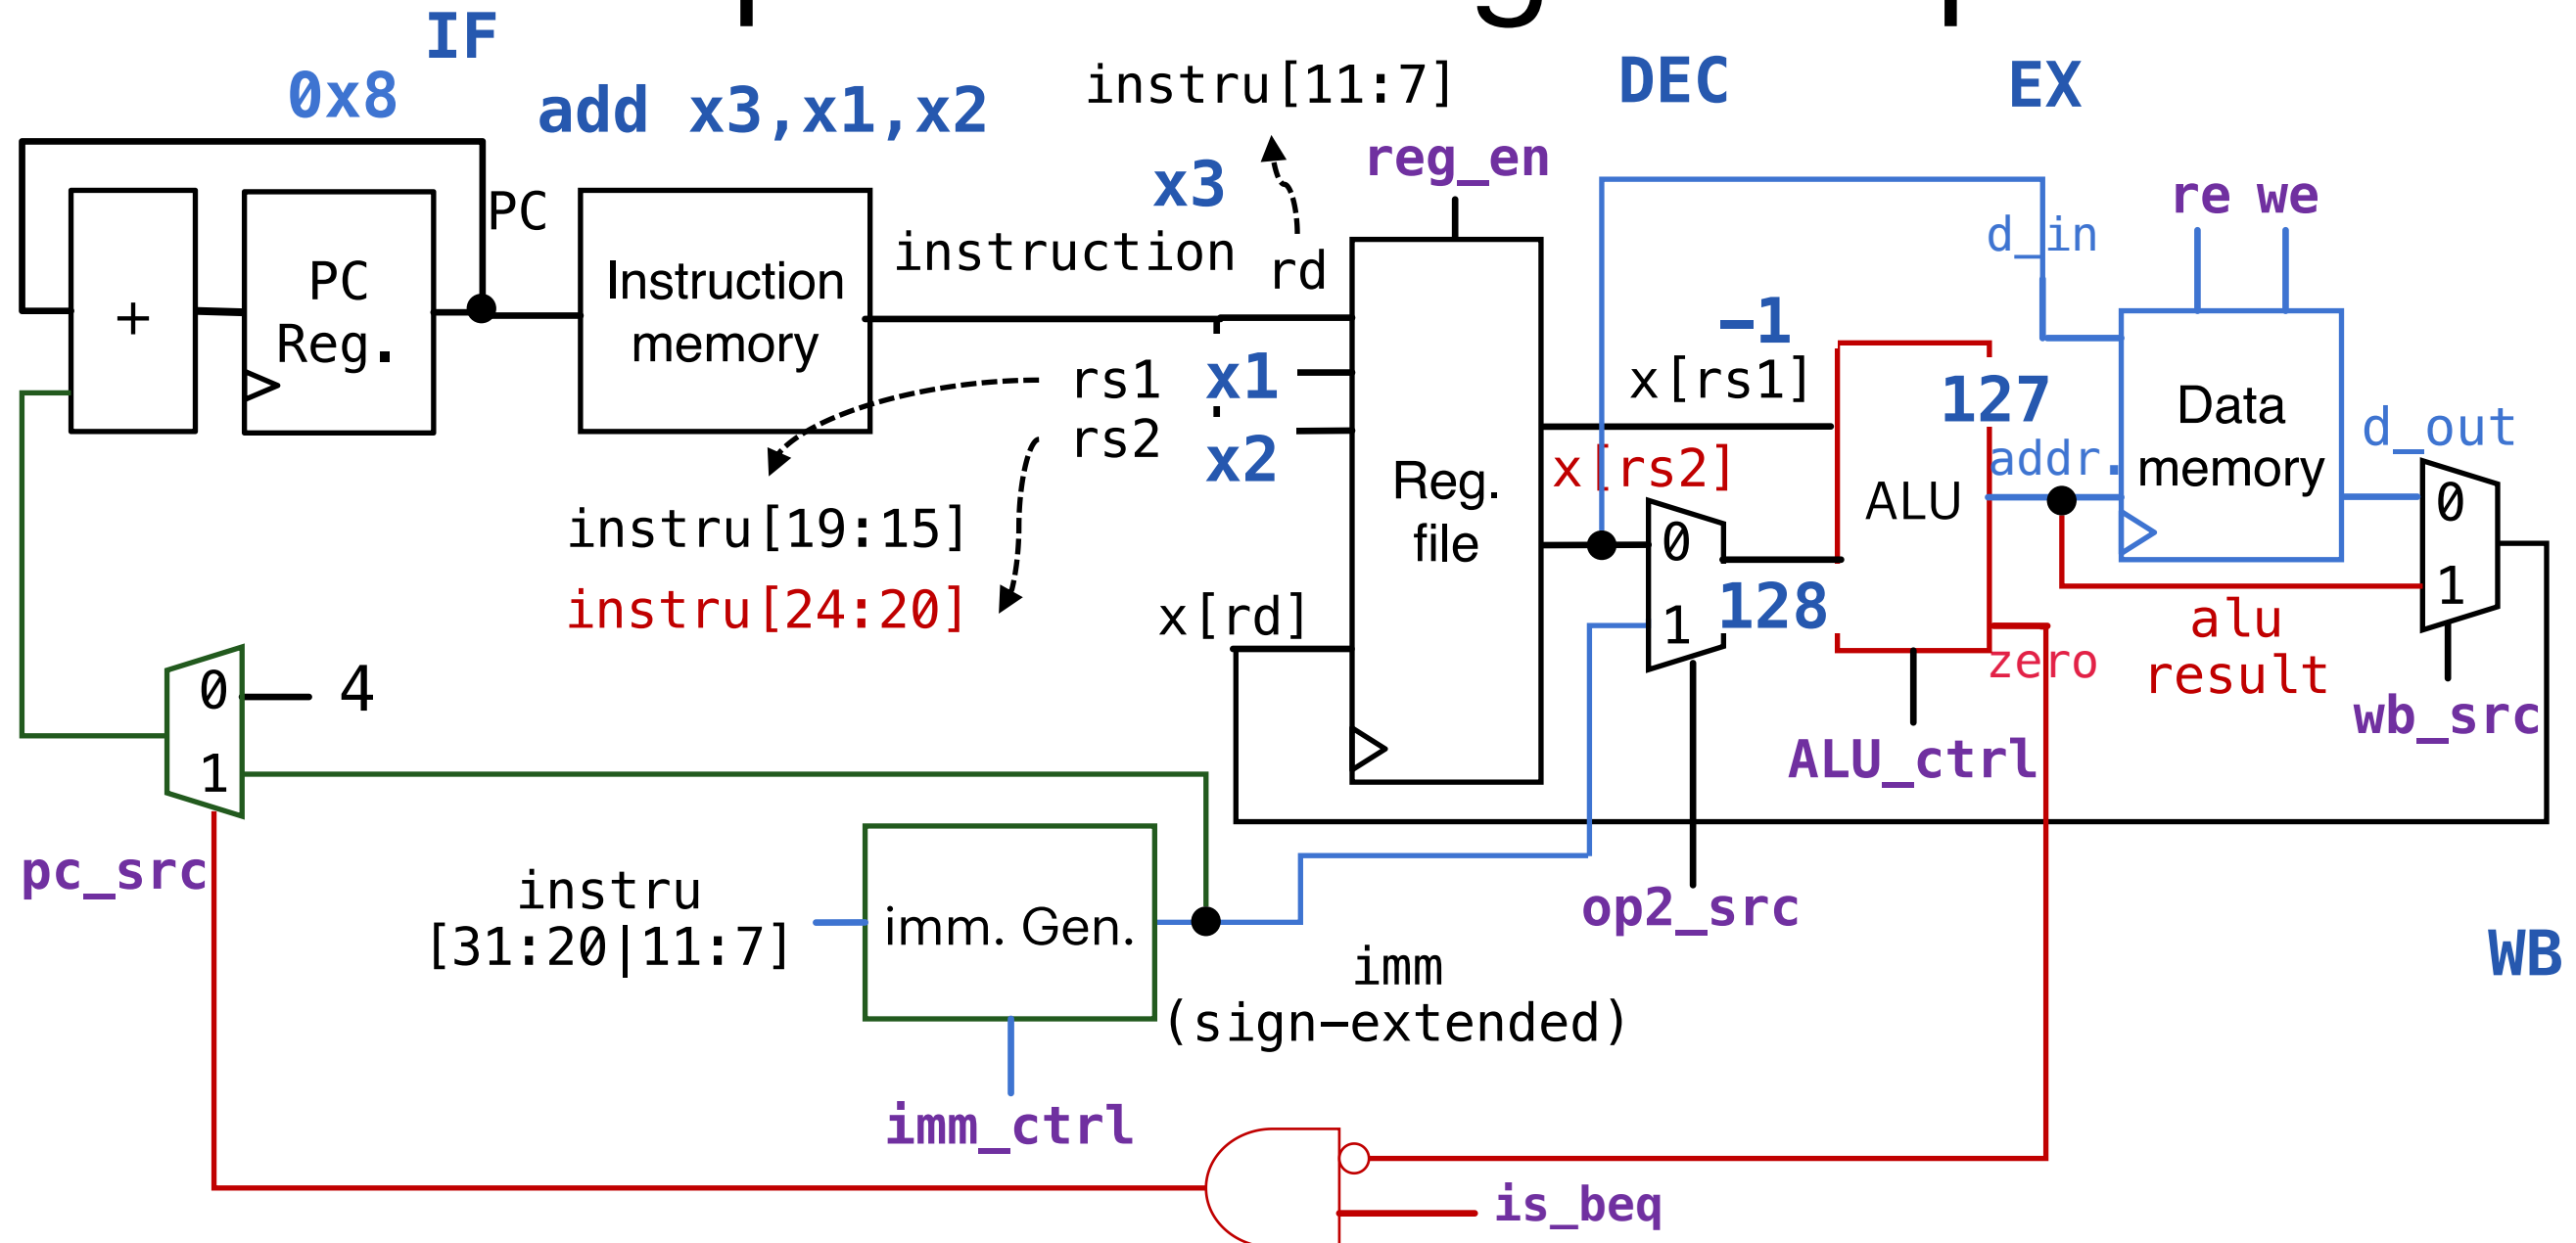 IF
DEC
EX
0x8
add x3,x1,x2
instru[11:7]
x3
reg_en
re we
PC
instruction
rd
d_in
+
PC
Reg.
Instruction
memory
-1
x[rs1]
127
Data
memory
d_out
rs1
x1
rs2
x2
x[rs2]
addr.
ALU
Reg.
file
0
1
0
1
instru[19:15]
instru[24:20]
128
x[rd]
alu
result
zero
wb_src
0
4
1
ALU_ctrl
pc_src
instru
[31:20|11:7]
imm. Gen.
op2_src
WB
imm
(sign-extended)
imm_ctrl
is_beq